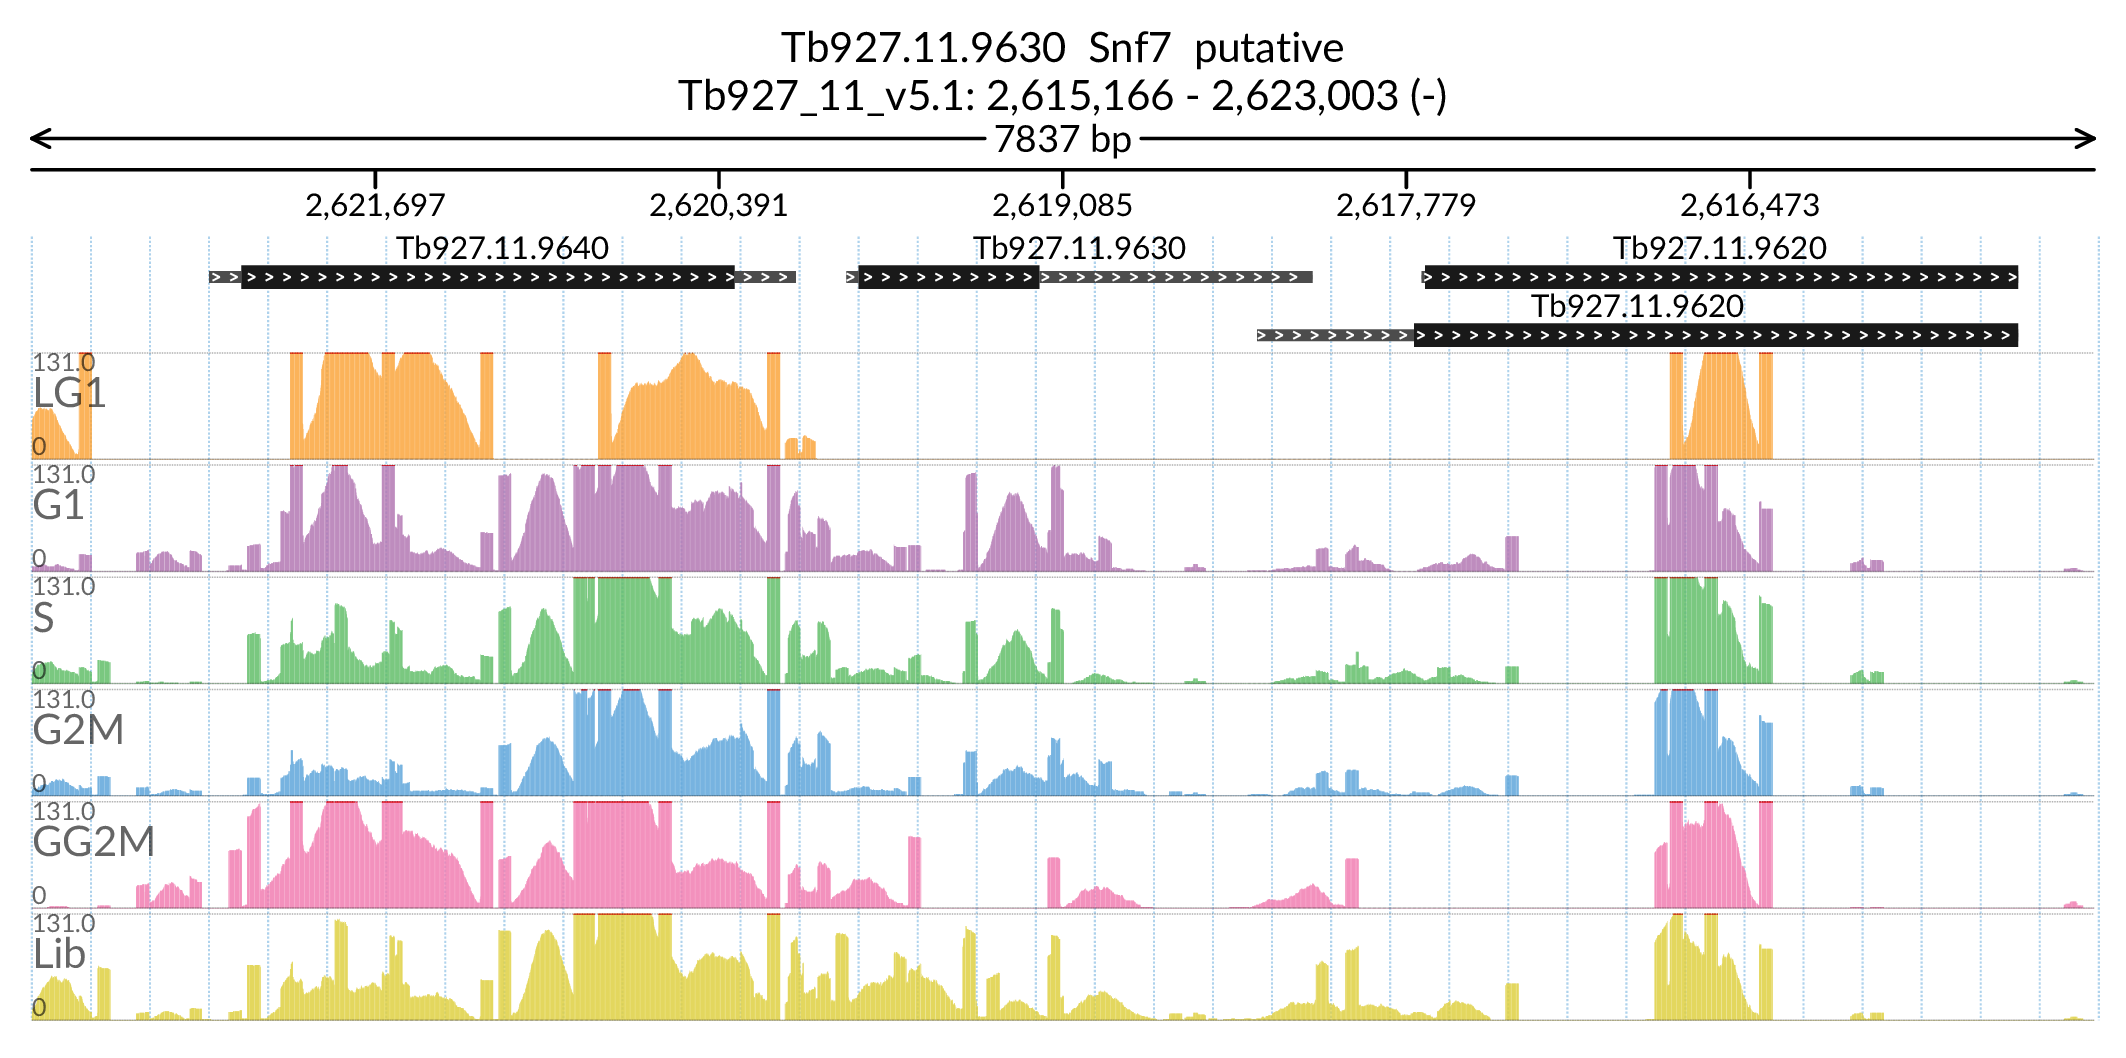 Tb927.11.9630 Snf7 putative
Tb927_11_v5.1: 2,615,166 - 2,623,003 (-)
7837 bp
2,621,697 2,620,391 2,619,085 2,617,779 2,616,473
Tb927.11.9640 Tb927.11.9630 Tb927.11.9620
Tb927.11.9620
131.0
LG1
0
131.0
G1
0
131.0
S
0
131.0
G2M
0
131.0
GG2M
0
131.0
Lib
0